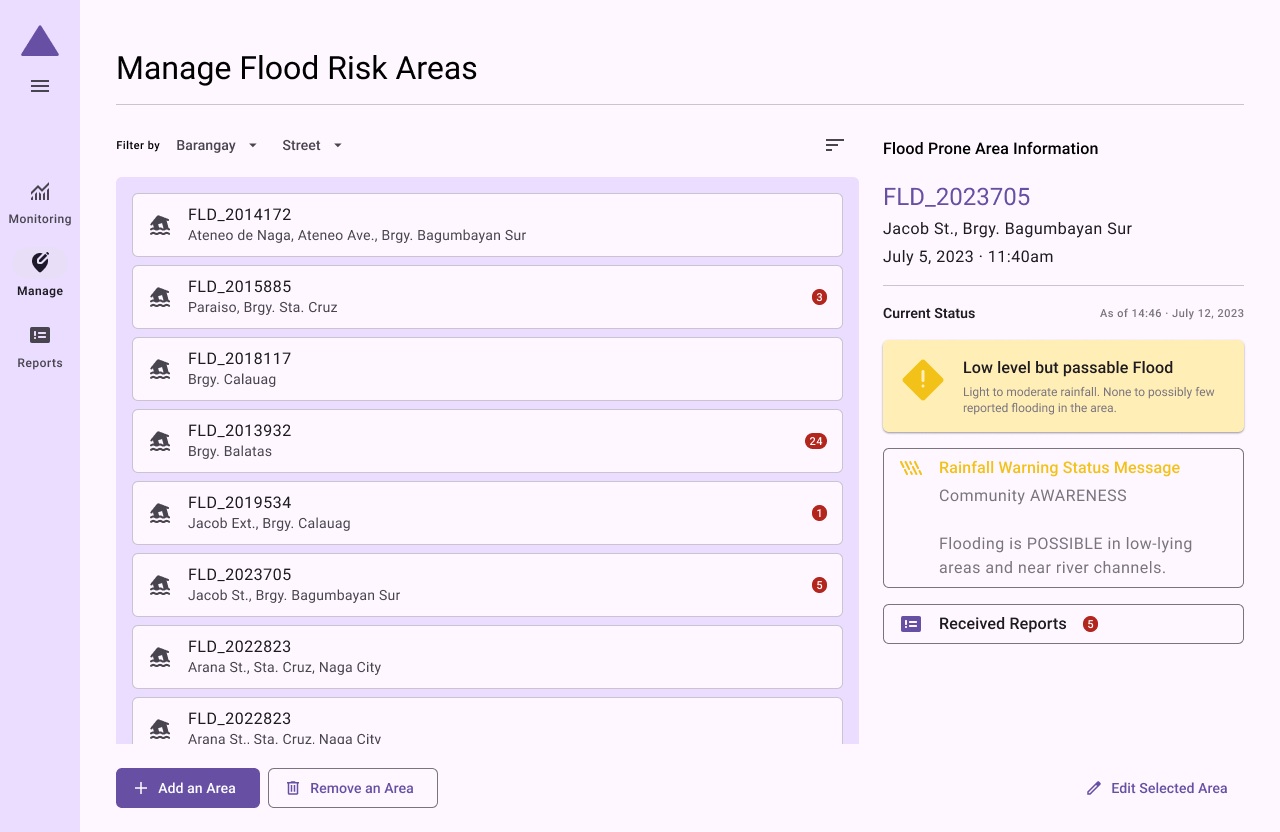 Manage Flood Risk Areas
Monitoring
Manage
Reports
Filter by Barangay Street
FLD_2014172
Ateneo de Naga, Ateneo Ave., Brgy. Bagumbayan Sur
FLD_2015885
Paraiso, Brgy. Sta. Cruz
3
FLD_2018117
Brgy. Calauag
FLD_2013932
Brgy. Balatas
24
FLD_2019534
Jacob Ext., Brgy. Calauag
1
FLD_2023705
Jacob St., Brgy. Bagumbayan Sur
5
FLD_2022823
Arana St., Sta. Cruz, Naga City
FLD_2022823
Arana St., Sta. Cruz, Naga City
Add an Area
Remove an Area
Flood Prone Area Information
FLD_2023705
Jacob St., Brgy. Bagumbayan Sur
July 5, 2023 · 11:40am
Current Status As of 14:46 · July 12, 2023
Low level but passable Flood
Light to moderate rainfall. None to possibly few
reported flooding in the area.
Rainfall Warning Status Message
Community AWARENESS
Flooding is POSSIBLE in low-lying
areas and near river channels.
Received Reports 5
Edit Selected Area